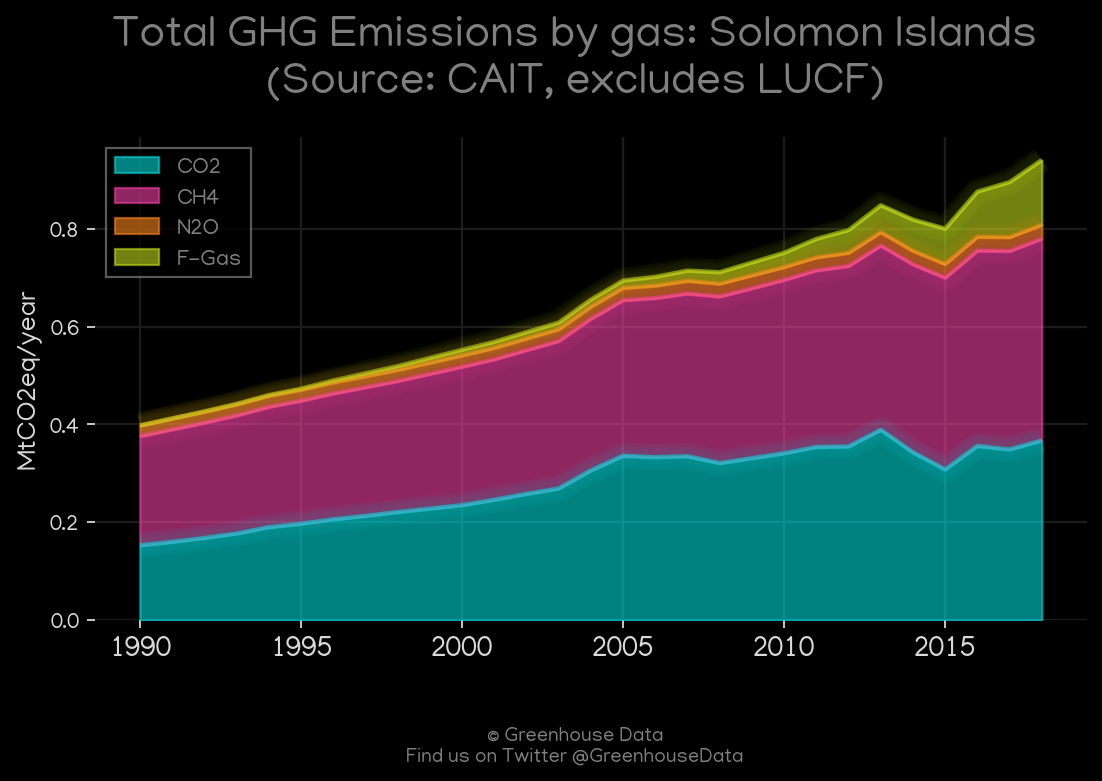 Total GHG Emissions by gas: Solomon Islands
(Source: CAIT, excludes LUCF)
CO2
CH4
N2O
F-Gas
MtCO2eq/year
0.8
0.6
0.4
0.2
0.0
1990 1995 2000 2005 2010 2015
© Greenhouse Data
Find us on Twitter @GreenhouseData